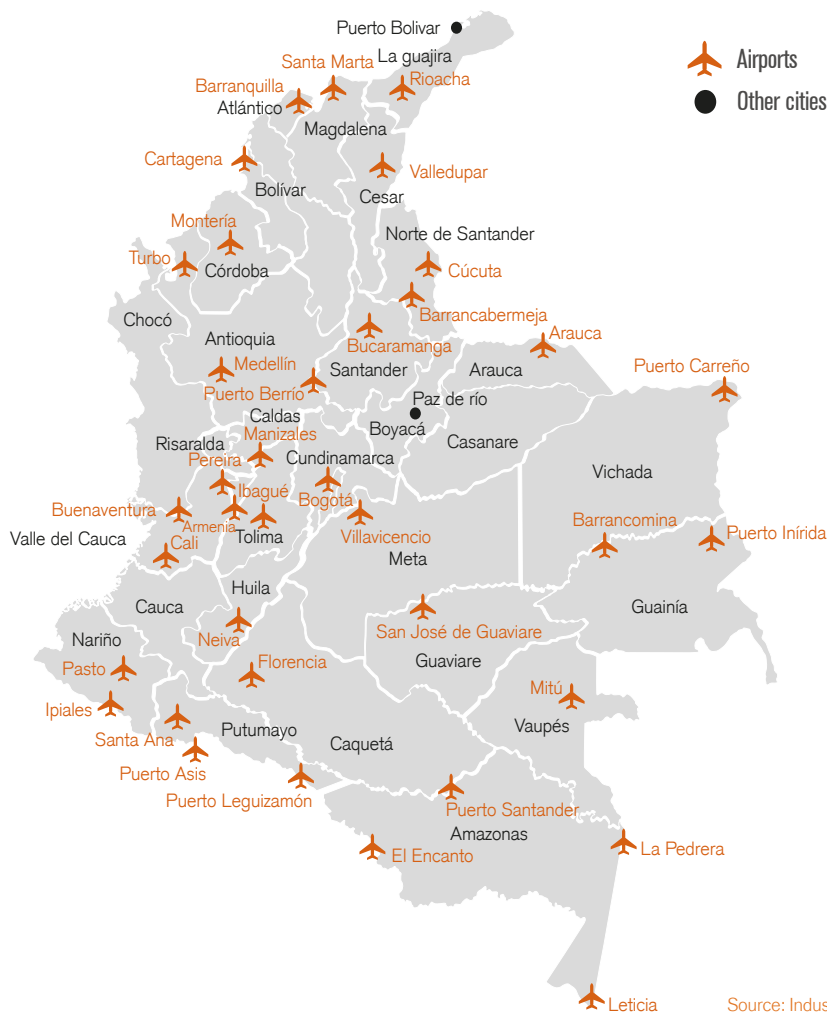 Puerto Bolivar
La guajira
Santa Marta
Rioacha
Barranquilla
Atlántico
Magdalena
Airports
Other cities
Cartagena
Valledupar
Bolívar
Cesar
Montería
Norte de Santander
Turbo
Córdoba
Cúcuta
Barrancabermeja
Chocó
Antioquia
Bucaramanga
Arauca
Medellín
Santander
Arauca
Puerto Carreño
Puerto Berrío
Paz de río
Caldas
Boyacá
Manizales
Casanare
Risaralda
Pereira
Cundinamarca
Vichada
Ibagué
Bogotá
Buenaventura
Armenia
Villavicencio
Barrancomina
Puerto Inírida
Valle del Cauca
Cali
Tolima
Meta
Huila
Cauca
Guainía
Neiva
San José de Guaviare
Nariño
Pasto
Florencia
Guaviare
Mitú
Ipiales
Vaupés
Santa Ana
Putumayo
Caquetá
Puerto Asis
Puerto Leguizamón
Puerto Santander
Amazonas
El Encanto
La Pedrera
Leticia
Source: Indus